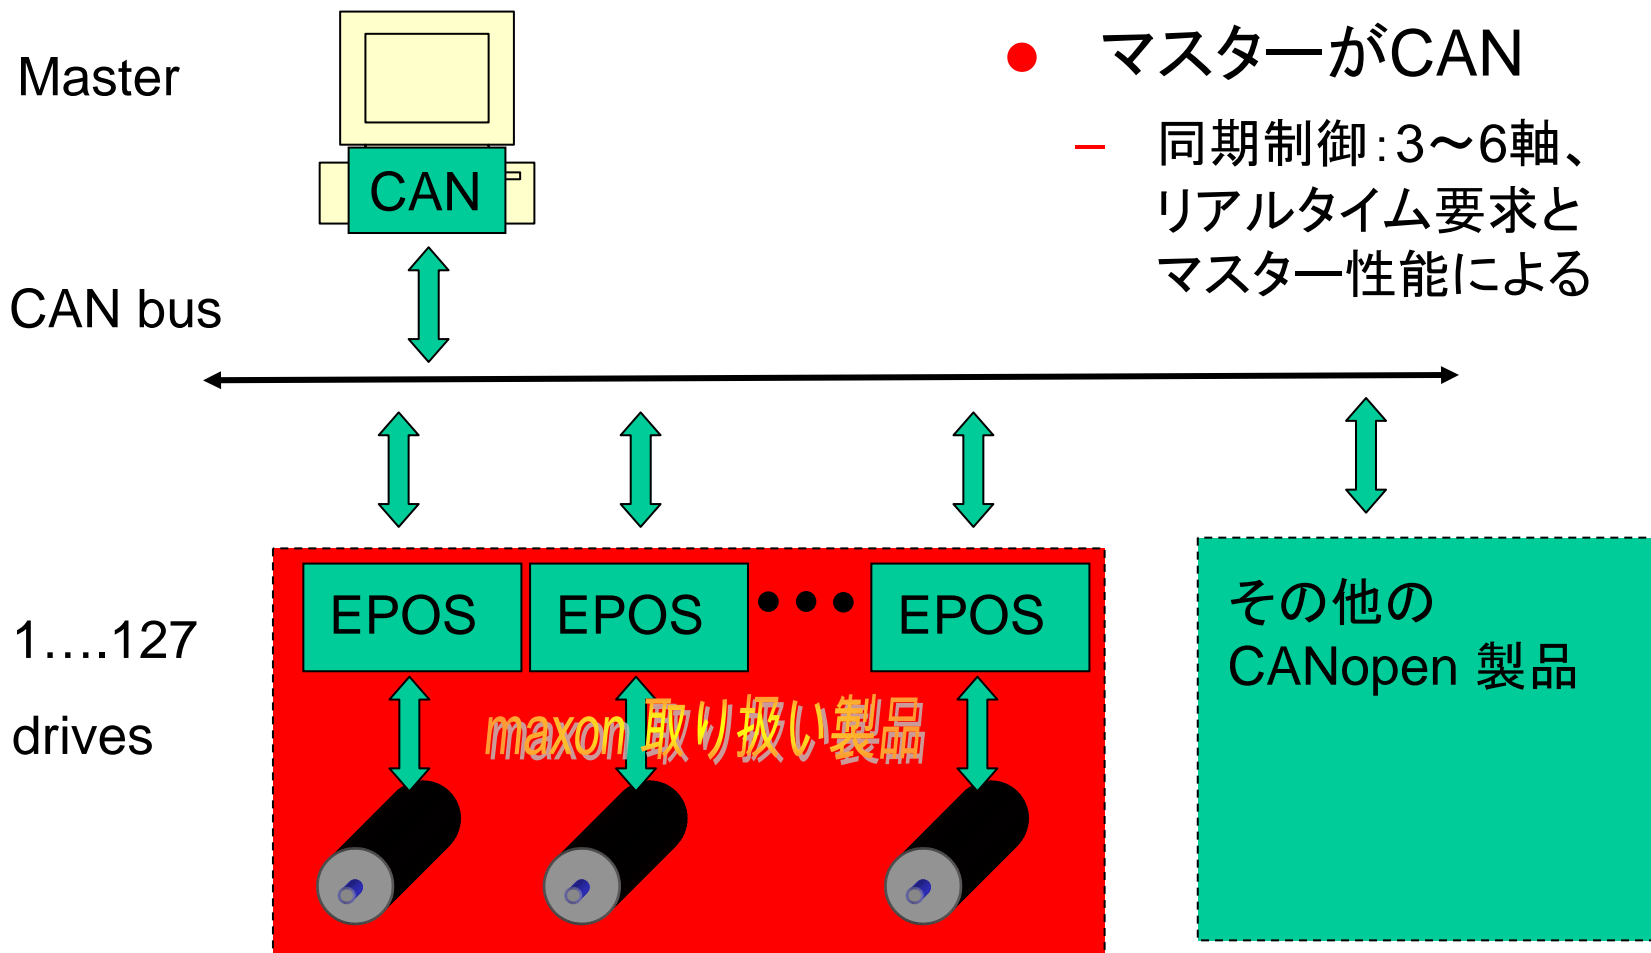 Master
CAN
● マスターがCAN
– 同期制御:3～6軸、
リアルタイム要求と
マスター性能による
CAN bus
EPOS EPOS ••• EPOS
1….127
drives
maxon 取り扱い製品
その他の
CANopen 製品